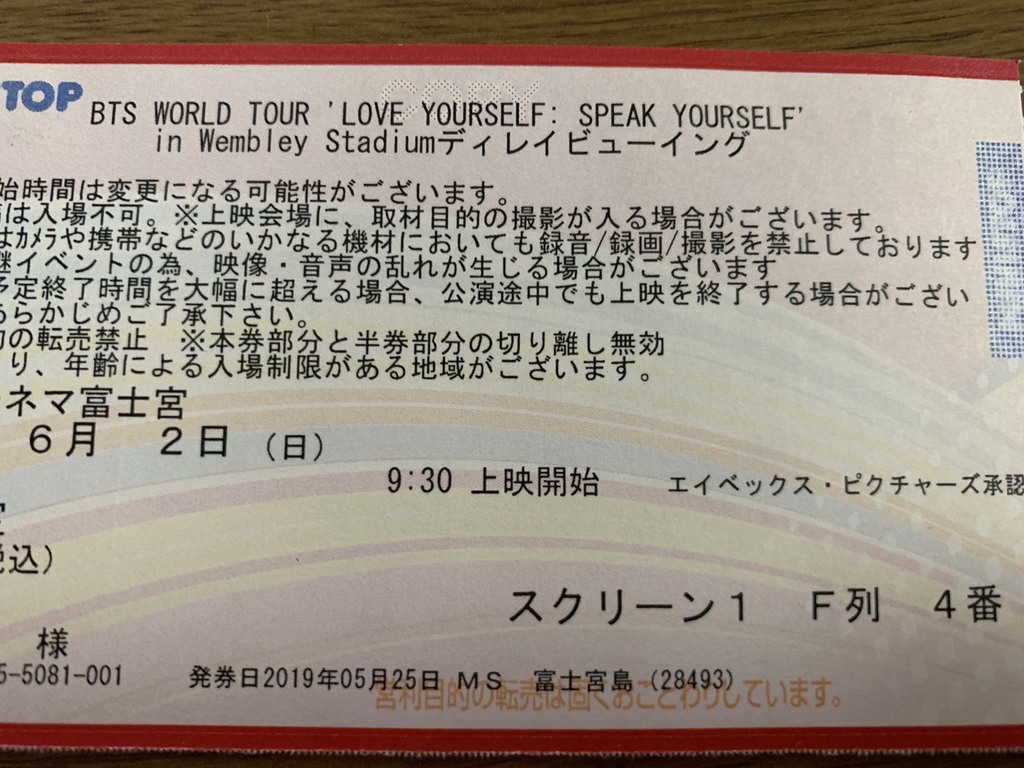 TOP
BTS WORLD TOUR 'LOVE YOURSELF: SPEAK YOURSELF'
in Wembley Stadiumディレイビューイング
始時間は変更になる可能性がございます。
は入場不可。※上映会場に、取材目的の撮影が入る場合がございます。
はｶﾒﾗや携帯などのいかなる機材においても録音/録画/撮影を禁止しております
継イベントの為、映像・音声の乱れが生じる場合がございます
予定終了時間を大幅に超える場合、公演途中でも上映を終了する場合がござい
らかじめご了承下さい。
の転売禁止　※本券部分と半券部分の切り離し無効
り、年齢による入場制限がある地域がございます。
ネマ富士宮
６月　２日（日）
9:30 上映開始　エイベックス・ピクチャーズ承認
税込）
スクリーン１　Ｆ列　４番
様
5-5081-001　発券日2019年05月25日 ＭＳ　富士宮島（28493）
営利目的の転売は固くおことわりしています。